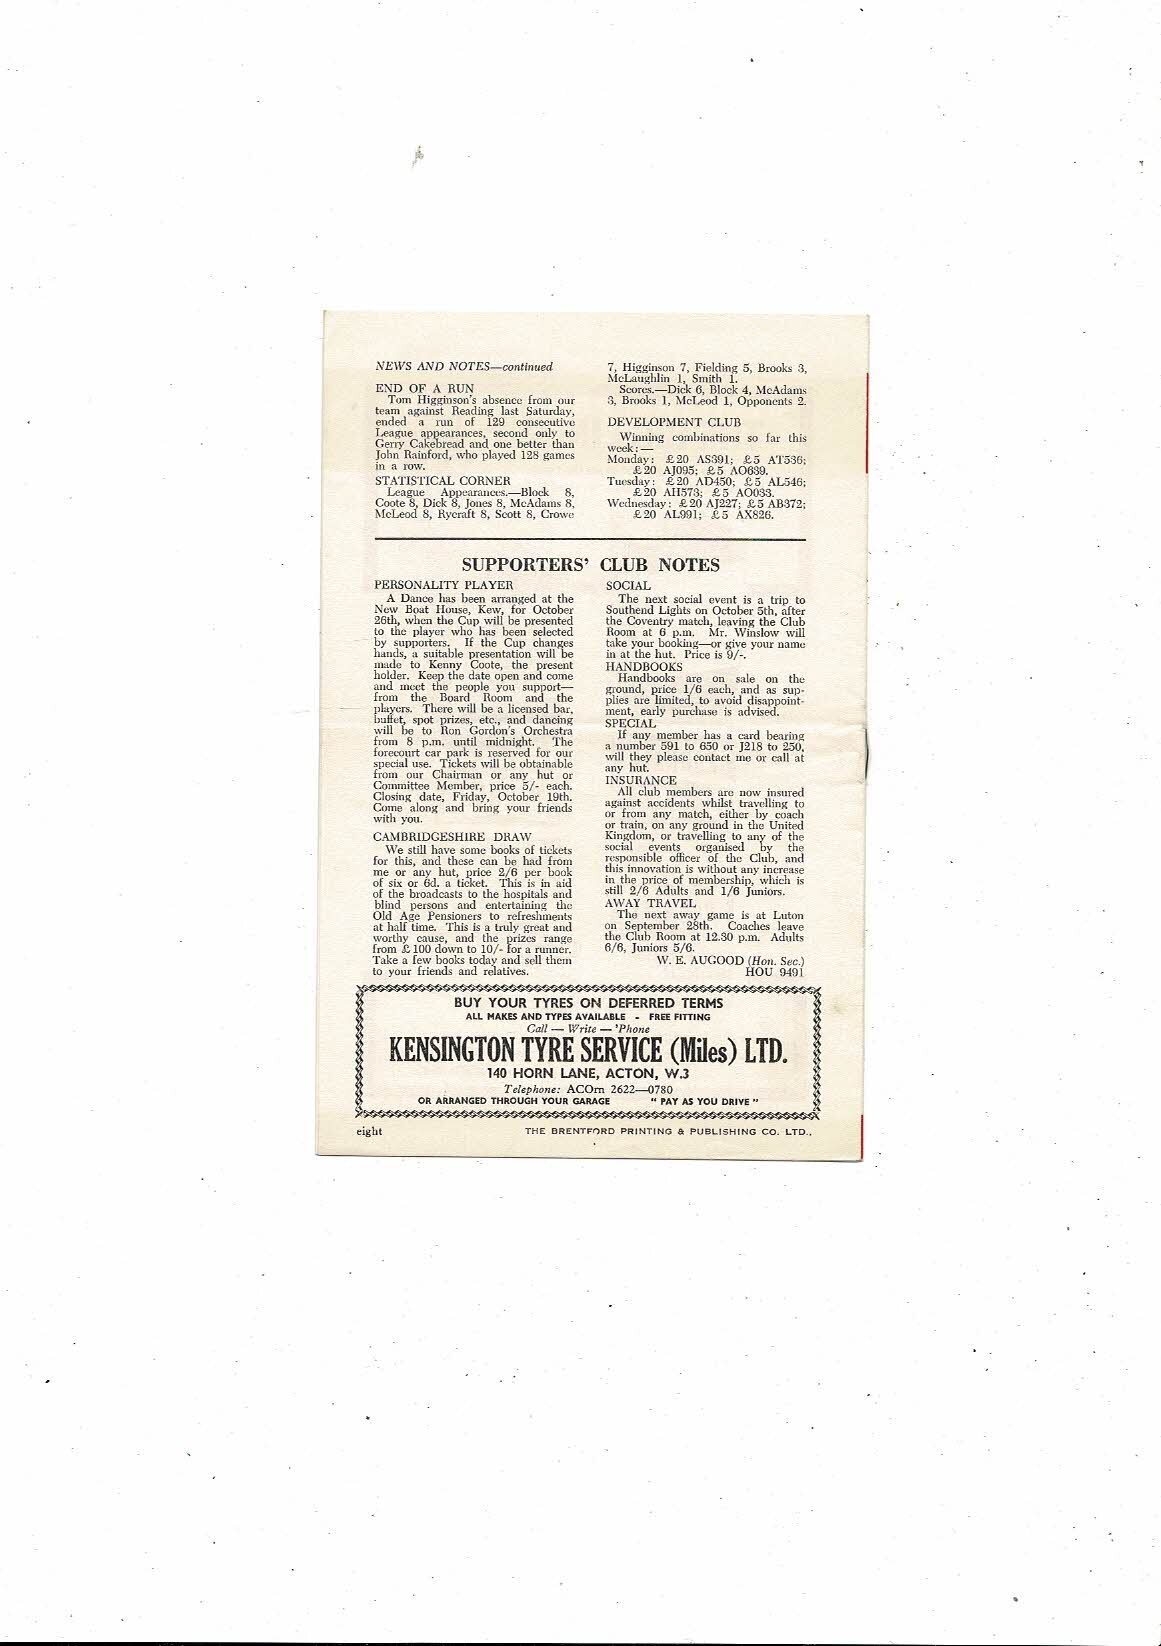 NEWS AND NOTES—continued
END OF A RUN
Tom Higginson's absence from our
team against Reading last Saturday,
ended a run of 129 consecutive
League appearances, second only to
Gerry Cakebread and one better than
John Rainford, who played 128 games
in a row.
STATISTICAL CORNER
League Appearances.—Block 8,
Coote 8, Dick 8, Jones 8, McAdams 8,
McLeod 8, Rycraft 8, Scott 8, Crowe
7, Higginson 7, Fielding 5, Brooks 3,
McLaughlin 1, Smith 1.
Scores.—Dick 6, Block 4, McAdams
3, Brooks 1, McLeod 1, Opponents 2.
DEVELOPMENT CLUB
Winning combinations so far this
week:—
Monday: £20 AS391; £5 AT536;
£20 AJ095; £5 AO639.
Tuesday: £20 AD450; £5 AL546;
£20 AH573; £5 AO033.
Wednesday: £20 AJ227; £5 AB372;
£20 AL991; £5 AX826.
SUPPORTERS' CLUB NOTES
PERSONALITY PLAYER
A Dance has been arranged at the
New Boat House, Kew, for October
26th, when the Cup will be presented
to the player who has been selected
by supporters. If the Cup changes
hands, a suitable presentation will be
made to Kenny Coote, the present
holder. Keep the date open and come
and meet the people you support—
from the Board Room and the
players. There will be a licensed bar,
buffet, spot prizes, etc., and dancing
will be to Ron Gordon's Orchestra
from 8 p.m. until midnight. The
forecourt car park is reserved for our
special use. Tickets will be obtainable
from our Chairman or any hut or
Committee Member, price 5/- each.
Closing date, Friday, October 19th.
Come along and bring your friends
with you.
CAMBRIDGESHIRE DRAW
We still have some books of tickets
for this, and these can be had from
me or any hut, price 2/6 per book
of six or 6d. a ticket. This is in aid
of the broadcasts to the hospitals and
blind persons and entertaining the
Old Age Pensioners to refreshments
at half time. This is a truly great and
worthy cause, and the prizes range
from £100 down to 10/- for a runner.
Take a few books today and sell them
to your friends and relatives.
SOCIAL
The next social event is a trip to
Southend Lights on October 5th, after
the Coventry match, leaving the Club
Room at 6 p.m. Mr. Winslow will
take your booking—or give your name
in at the hut. Price is 9/-.
HANDBOOKS
Handbooks are on sale on the
ground, price 1/6 each, and as sup-
plies are limited, to avoid disappoint-
ment, early purchase is advised.
SPECIAL
If any member has a card bearing
a number 591 to 650 or J218 to 250,
will they please contact me or call at
any hut.
INSURANCE
All club members are now insured
against accidents whilst travelling to
or from any match, either by coach
or train, on any ground in the United
Kingdom, or travelling to any of the
social events organised by the
responsible officer of the Club, and
this innovation is without any increase
in the price of membership, which is
still 2/6 Adults and 1/6 Juniors.
AWAY TRAVEL
The next away game is at Luton
on September 28th. Coaches leave
the Club Room at 12.30 p.m. Adults
6/6, Juniors 5/6.
W. E. AUGOOD (Hon. Sec.)
HOU 9491
BUY YOUR TYRES ON DEFERRED TERMS
ALL MAKES AND TYPES AVAILABLE - FREE FITTING
Call — Write — 'Phone
KENSINGTON TYRE SERVICE (Miles) LTD.
140 HORN LANE, ACTON, W.3
Telephone: ACOrn 2622—0780
OR ARRANGED THROUGH YOUR GARAGE "PAY AS YOU DRIVE"
eight THE BRENTFORD PRINTING & PUBLISHING CO. LTD.,